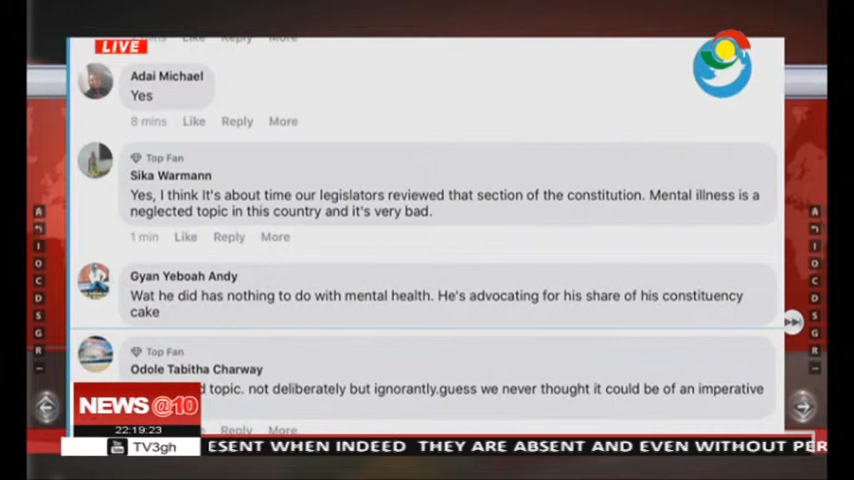 LIVE
Like Reply More
Adai Michael
Yes
8 mins Like Reply More
Top Fan
Sika Warmann
Yes, I think It's about time our legislators reviewed that section of the constitution. Mental illness is a
neglected topic in this country and it's very bad.
1 min Like Reply More
Gyan Yeboah Andy
Wat he did has nothing to do with mental health. He's advocating for his share of his constituency
cake
Top Fan
Odole Tabitha Charway
d topic. not deliberately but ignorantly.guess we never thought it could be of an imperative
Reply More
NEWS@10
22:19:23
TV3gh
ESENT WHEN INDEED THEY ARE ABSENT AND EVEN WITHOUT PER